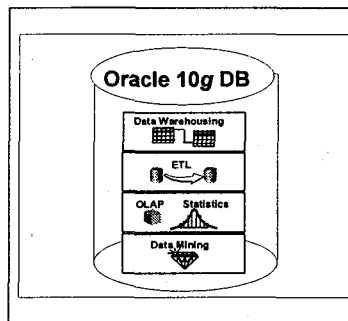 Oracle 10g DB
Data Warehousing
ETL
OLAP Statistics
Data Mining